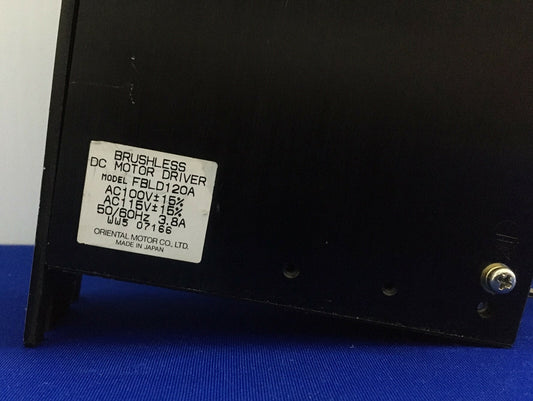 BRUSHLESS
DC MOTOR DRIVER
MODEL FBLD120A
AC100V±15%
AC115V±15%
50/60Hz 3.8A
WW5 07166
ORIENTAL MOTOR CO., LTD.
MADE IN JAPAN